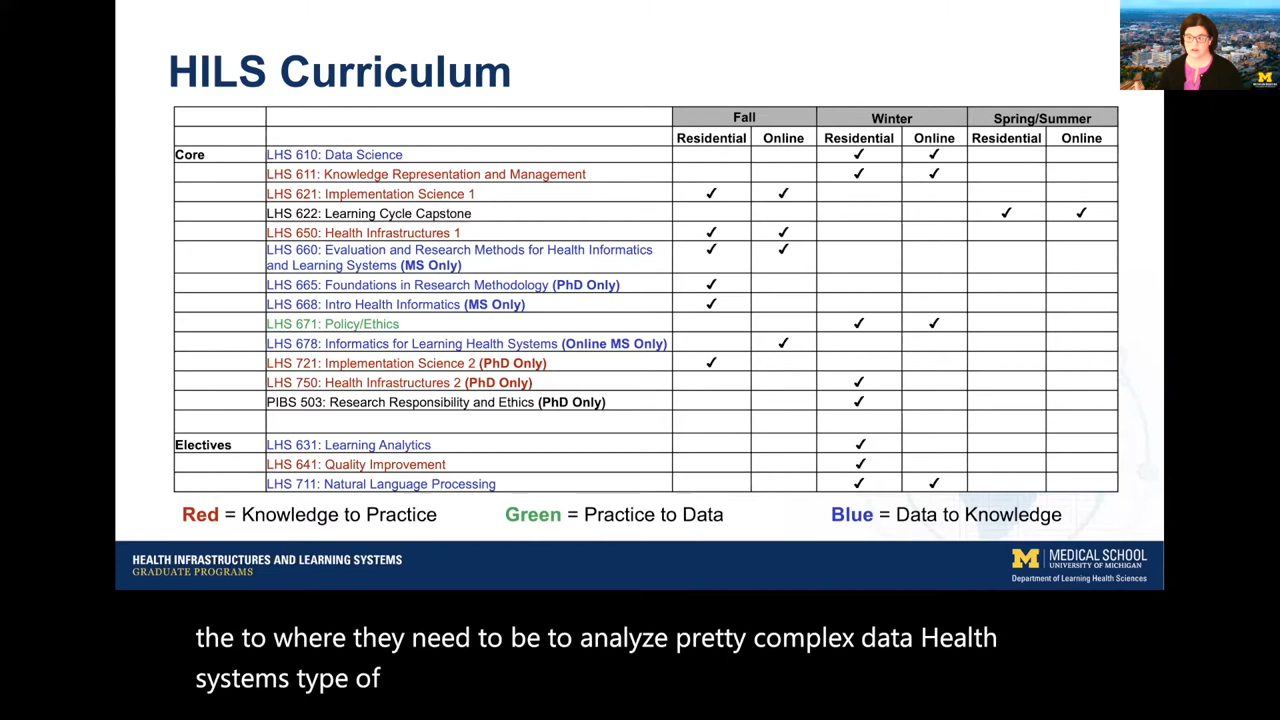 HILS Curriculum
Fall Winter Spring/Summer
Residential Online Residential Online Residential Online
Core LHS 610: Data Science ✓ ✓
LHS 611: Knowledge Representation and Management ✓ ✓
LHS 621: Implementation Science 1 ✓ ✓
LHS 622: Learning Cycle Capstone ✓ ✓
LHS 650: Health Infrastructures 1 ✓ ✓
LHS 660: Evaluation and Research Methods for Health Informatics ✓ ✓
and Learning Systems (MS Only)
LHS 665: Foundations in Research Methodology (PhD Only) ✓
LHS 668: Intro Health Informatics (MS Only) ✓
LHS 671: Policy/Ethics ✓ ✓
LHS 678: Informatics for Learning Health Systems (Online MS Only) ✓
LHS 721: Implementation Science 2 (PhD Only) ✓
LHS 750: Health Infrastructures 2 (PhD Only) ✓
PIBS 503: Research Responsibility and Ethics (PhD Only) ✓
Electives LHS 631: Learning Analytics ✓
LHS 641: Quality Improvement ✓
LHS 711: Natural Language Processing ✓ ✓
Red = Knowledge to Practice Green = Practice to Data Blue = Data to Knowledge
HEALTH INFRASTRUCTURES AND LEARNING SYSTEMS
GRADUATE PROGRAMS
M MEDICAL SCHOOL
UNIVERSITY OF MICHIGAN
Department of Learning Health Sciences
the to where they need to be to analyze pretty complex data Health
systems type of